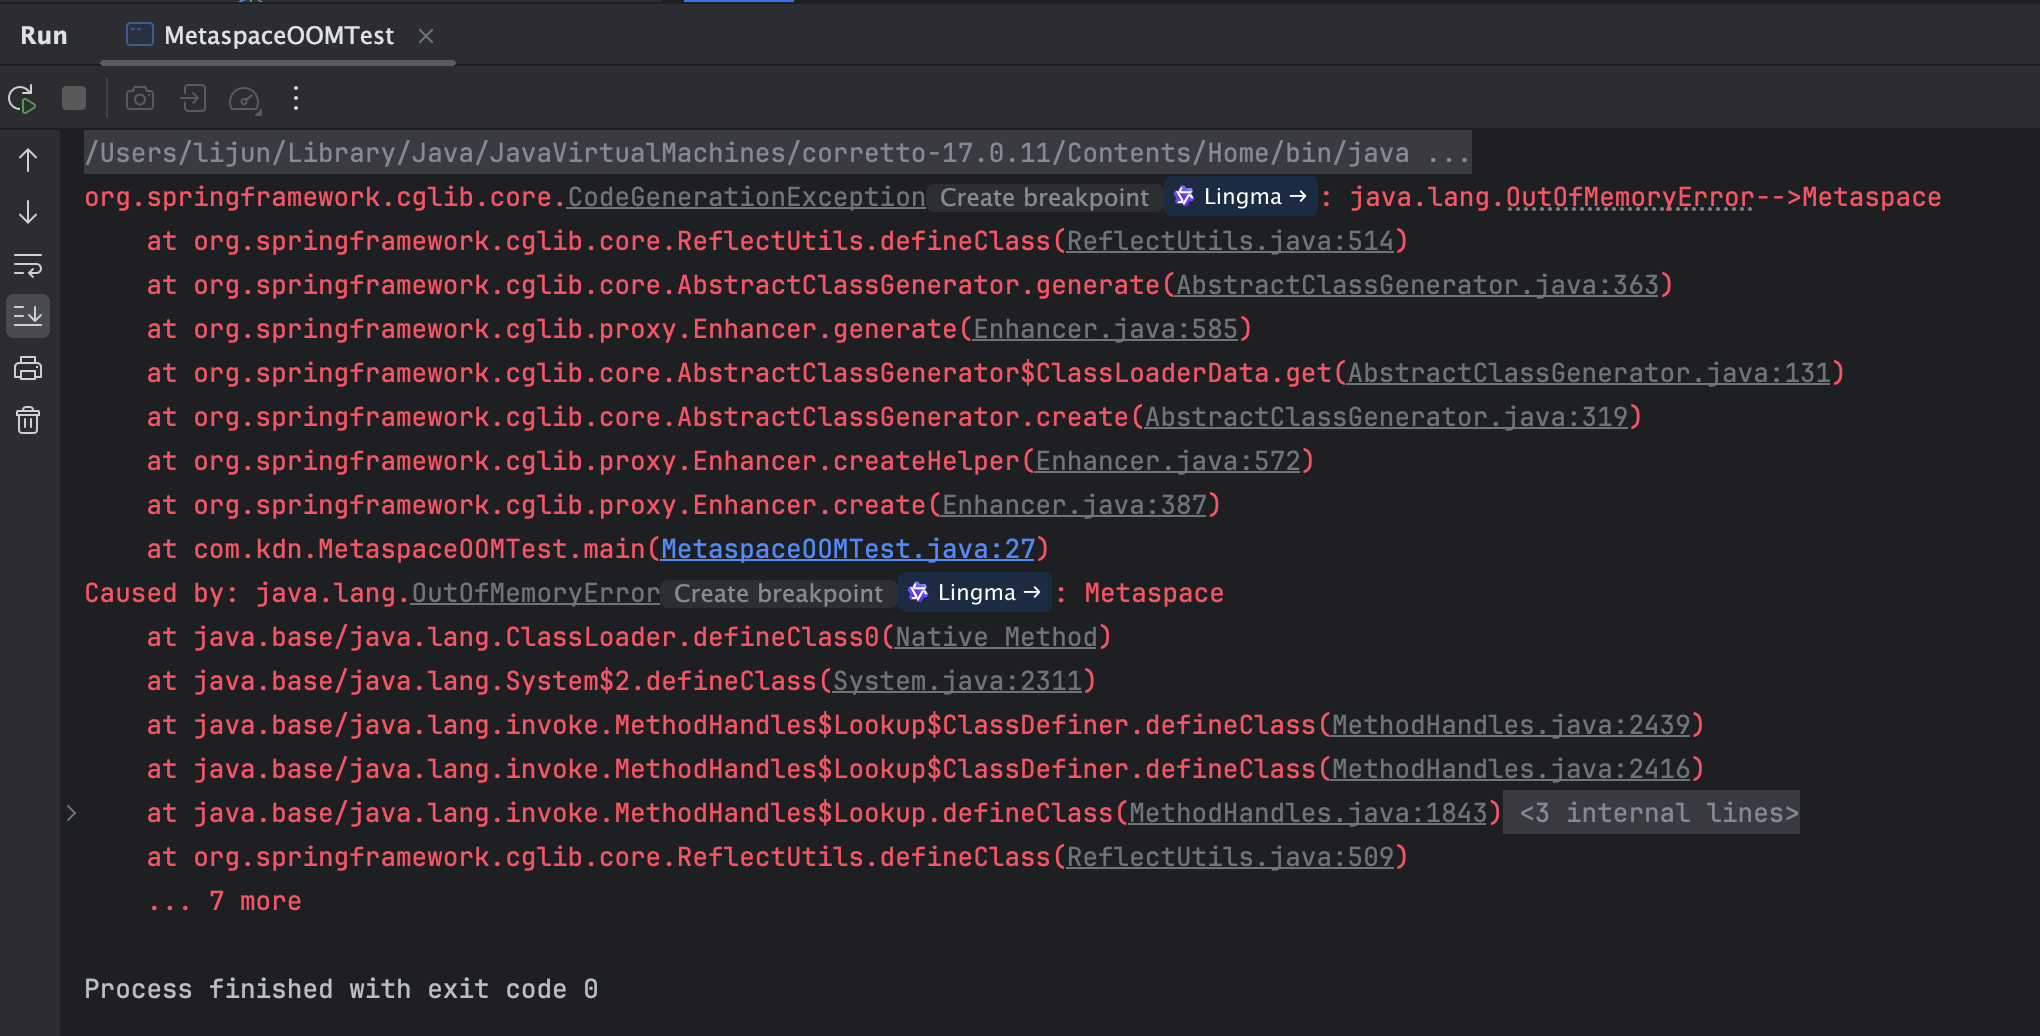 Run MetaspaceOOMTest
/Users/lijun/Library/Java/JavaVirtualMachines/corretto-17.0.11/Contents/Home/bin/java ...
org.springframework.cglib.core.CodeGenerationException Create breakpoint Lingma → : java.lang.OutOfMemoryError-->Metaspace
at org.springframework.cglib.core.ReflectUtils.defineClass(ReflectUtils.java:514)
at org.springframework.cglib.core.AbstractClassGenerator.generate(AbstractClassGenerator.java:363)
at org.springframework.cglib.proxy.Enhancer.generate(Enhancer.java:585)
at org.springframework.cglib.core.AbstractClassGenerator$ClassLoaderData.get(AbstractClassGenerator.java:131)
at org.springframework.cglib.core.AbstractClassGenerator.create(AbstractClassGenerator.java:319)
at org.springframework.cglib.proxy.Enhancer.createHelper(Enhancer.java:572)
at org.springframework.cglib.proxy.Enhancer.create(Enhancer.java:387)
at com.kdn.MetaspaceOOMTest.main(MetaspaceOOMTest.java:27)
Caused by: java.lang.OutOfMemoryError Create breakpoint Lingma → : Metaspace
at java.base/java.lang.ClassLoader.defineClass0(Native Method)
at java.base/java.lang.System$2.defineClass(System.java:2311)
at java.base/java.lang.invoke.MethodHandles$Lookup$ClassDefiner.defineClass(MethodHandles.java:2439)
at java.base/java.lang.invoke.MethodHandles$Lookup$ClassDefiner.defineClass(MethodHandles.java:2416)
at java.base/java.lang.invoke.MethodHandles$Lookup.defineClass(MethodHandles.java:1843) <3 internal lines>
at org.springframework.cglib.core.ReflectUtils.defineClass(ReflectUtils.java:509)
... 7 more
Process finished with exit code 0